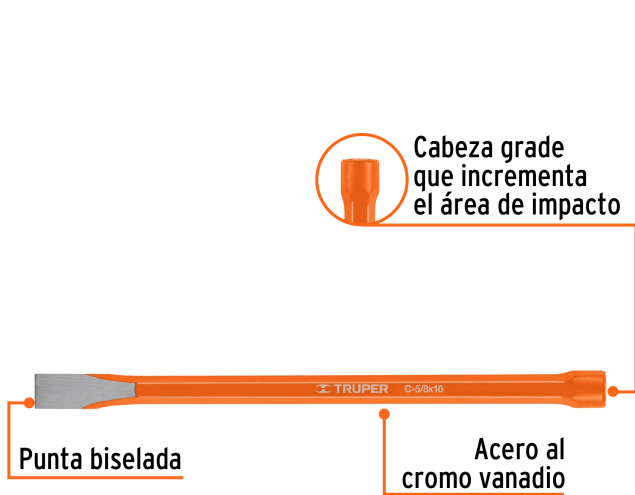 Cabeza grade
que incrementa
el área de impacto
TRUPER C-5/8x10
Punta biselada
Acero al
cromo vanadio